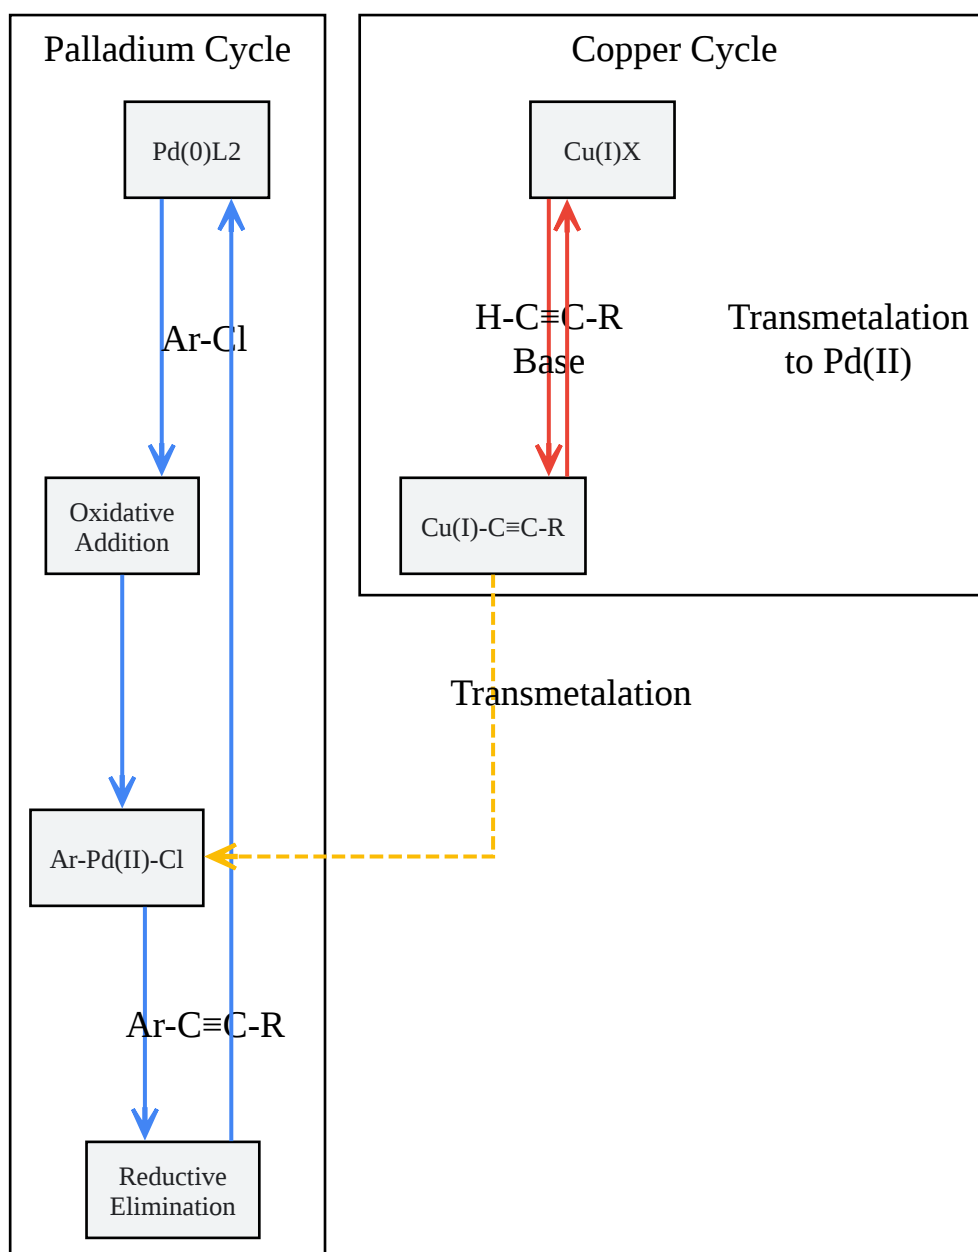 Palladium Cycle
Pd(0)L2
Ar-Cl
Oxidative
Addition
Ar-Pd(II)-Cl
Ar-C≡C-R
Reductive
Elimination
Copper Cycle
Cu(I)X
H-C≡C-R
Base
Transmetalation
to Pd(II)
Cu(I)-C≡C-R
Transmetalation